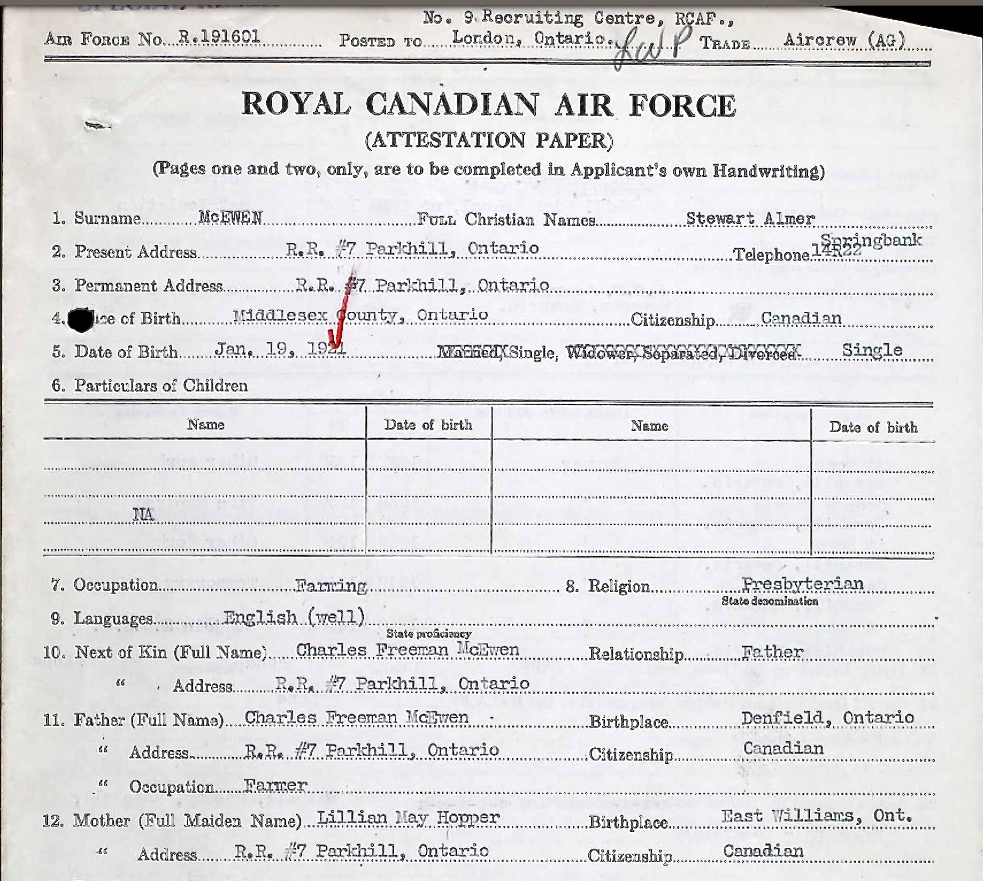 No. 9 Recruiting Centre, RCAF.,
AIR FORCE No. R.191601 POSTED TO London, Ontario. TRADE Aircrew (AG)
ROYAL CANADIAN AIR FORCE
(ATTESTATION PAPER)
(Pages one and two, only, are to be completed in Applicant's own Handwriting)
1. Surname McEWEN FULL Christian Names Stewart Almer
Springbank
2. Present Address R.R. #7 Parkhill, Ontario Telephone 14R22
3. Permanent Address R.R. #7 Parkhill, Ontario
4. ce of Birth Middlesex County, Ontario Citizenship Canadian
5. Date of Birth Jan. 19, 1921 Married, Single, Widower, Separated, Divorced. Single
6. Particulars of Children
Name Date of birth Name Date of birth
NA
7. Occupation Farming 8. Religion Presbyterian
State denomination
9. Languages English (well)
State proficiency
10. Next of Kin (Full Name) Charles Freeman McEwen Relationship Father
" Address R.R. #7 Parkhill, Ontario
11. Father (Full Name) Charles Freeman McEwen Birthplace Denfield, Ontario
" Address R.R. #7 Parkhill, Ontario Citizenship Canadian
" Occupation Farmer
12. Mother (Full Maiden Name) Lillian May Hopper Birthplace East Williams, Ont.
" Address R.R. #7 Parkhill, Ontario Citizenship Canadian